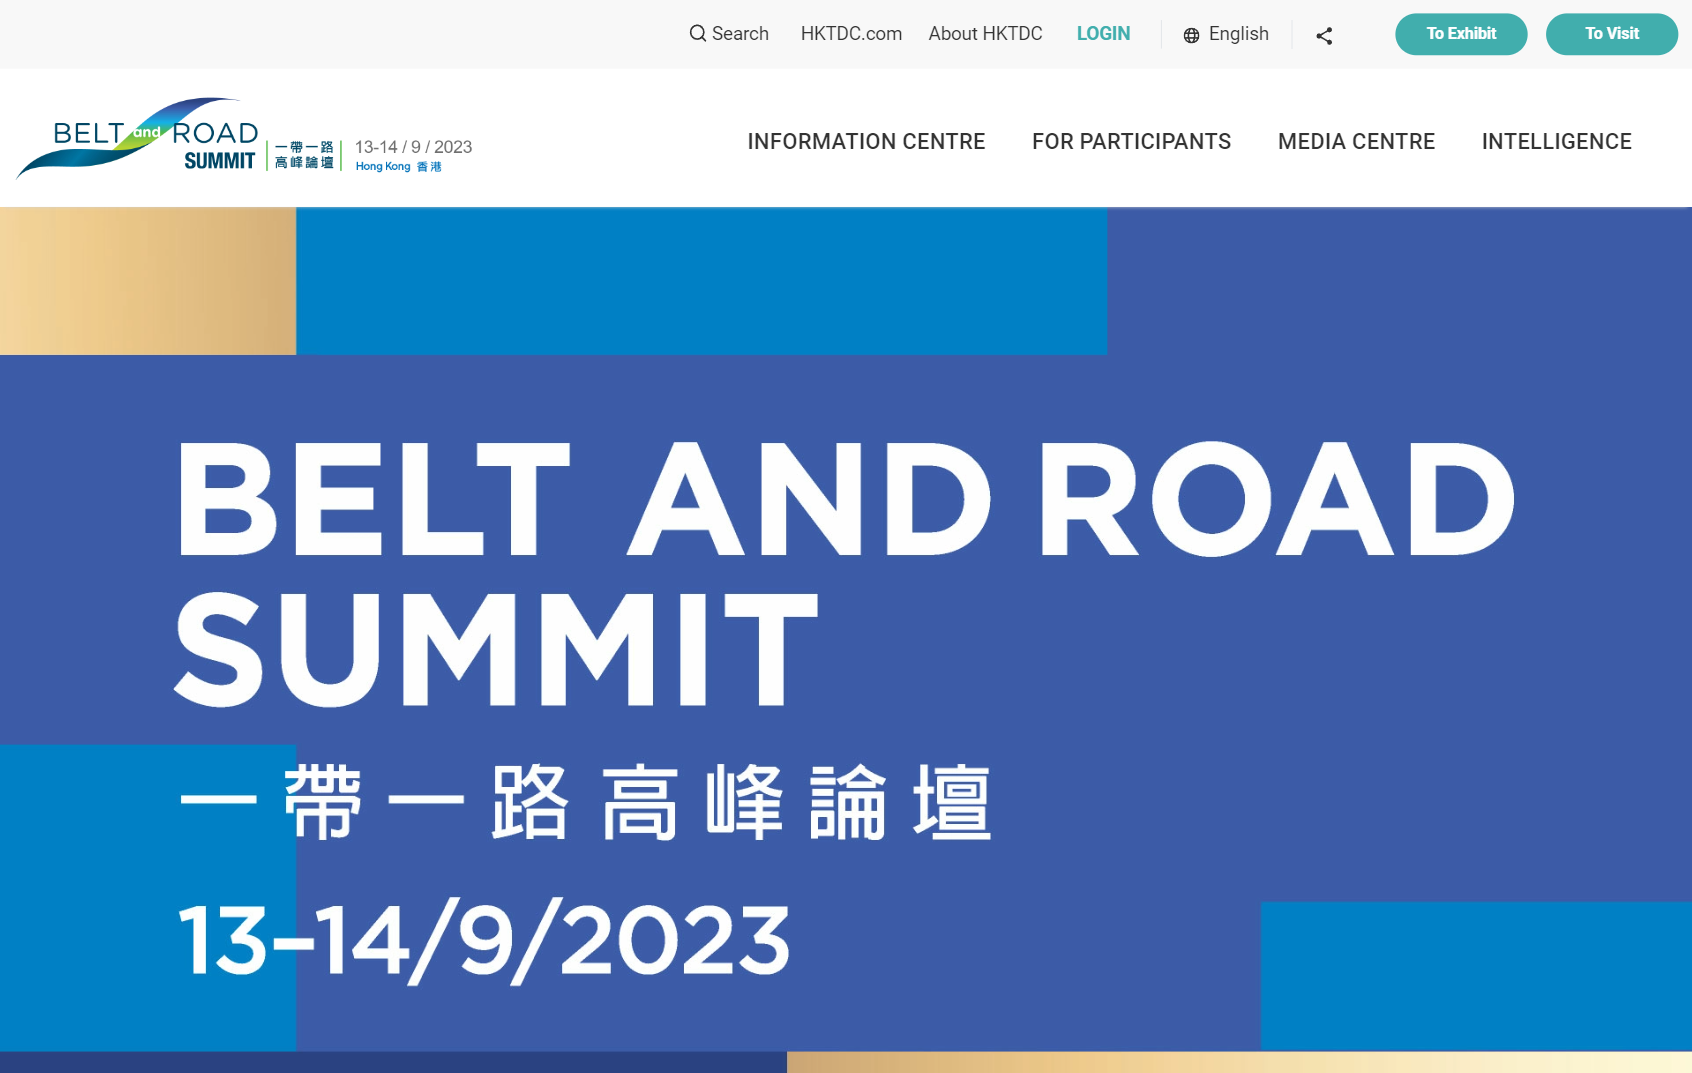 Search HKTDC.com About HKTDC LOGIN English To Exhibit To Visit
BELT and ROAD
SUMMIT
一帶一路
高峰論壇
13-14 / 9 / 2023
Hong Kong 香港
INFORMATION CENTRE FOR PARTICIPANTS MEDIA CENTRE INTELLIGENCE
BELT AND ROAD
SUMMIT
一帶一路高峰論壇
13–14/9/2023